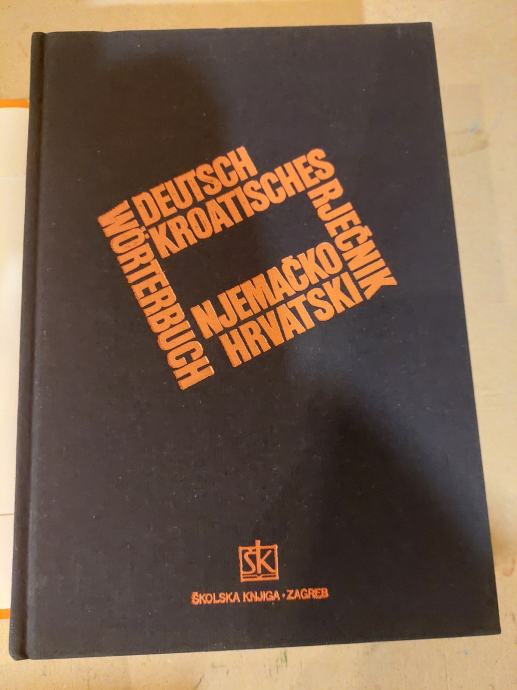 DEUTSCH
KROATISCHES
WÖRTERBUCH
RJEČNIK
NJEMAČKO
HRVATSKI
ŠK
ŠKOLSKA KNJIGA · ZAGREB